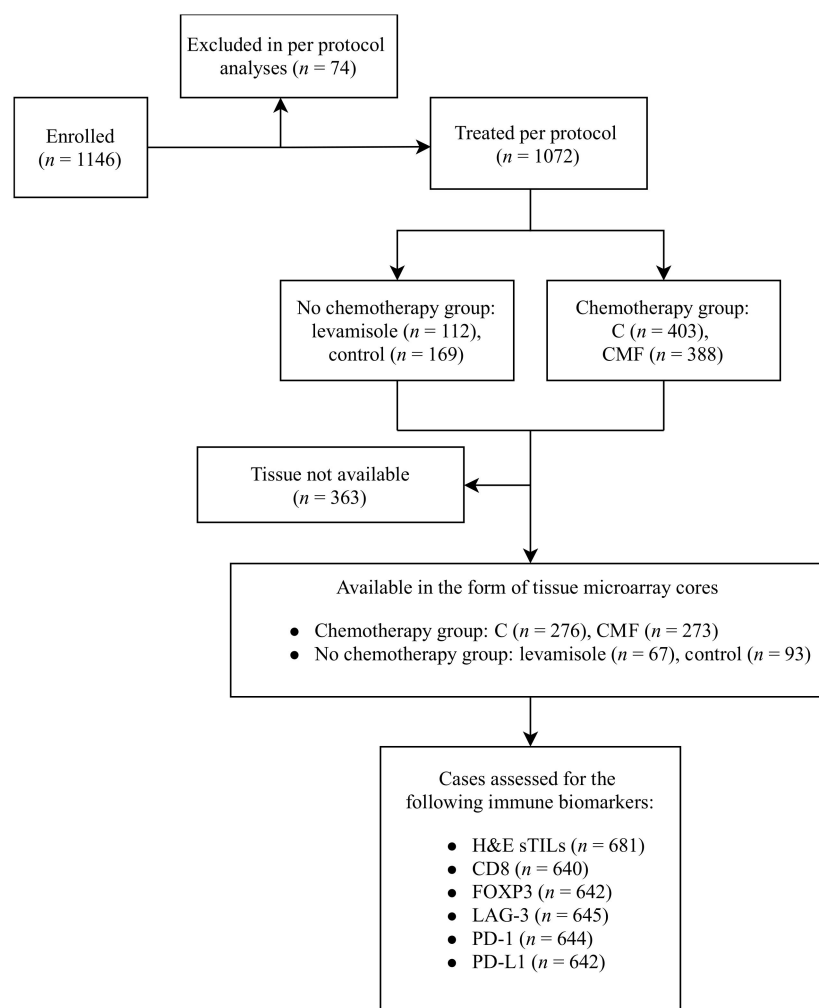 Excluded in per protocol
analyses (n = 74)
Enrolled
(n = 1146)
Treated per protocol
(n = 1072)
No chemotherapy group:
levamisole (n = 112),
control (n = 169)
Chemotherapy group:
C (n = 403),
CMF (n = 388)
Tissue not available
(n = 363)
Available in the form of tissue microarray cores
● Chemotherapy group: C (n = 276), CMF (n = 273)
● No chemotherapy group: levamisole (n = 67), control (n = 93)
Cases assessed for the
following immune biomarkers:
● H&E sTILs (n = 681)
● CD8 (n = 640)
● FOXP3 (n = 642)
● LAG-3 (n = 645)
● PD-1 (n = 644)
● PD-L1 (n = 642)